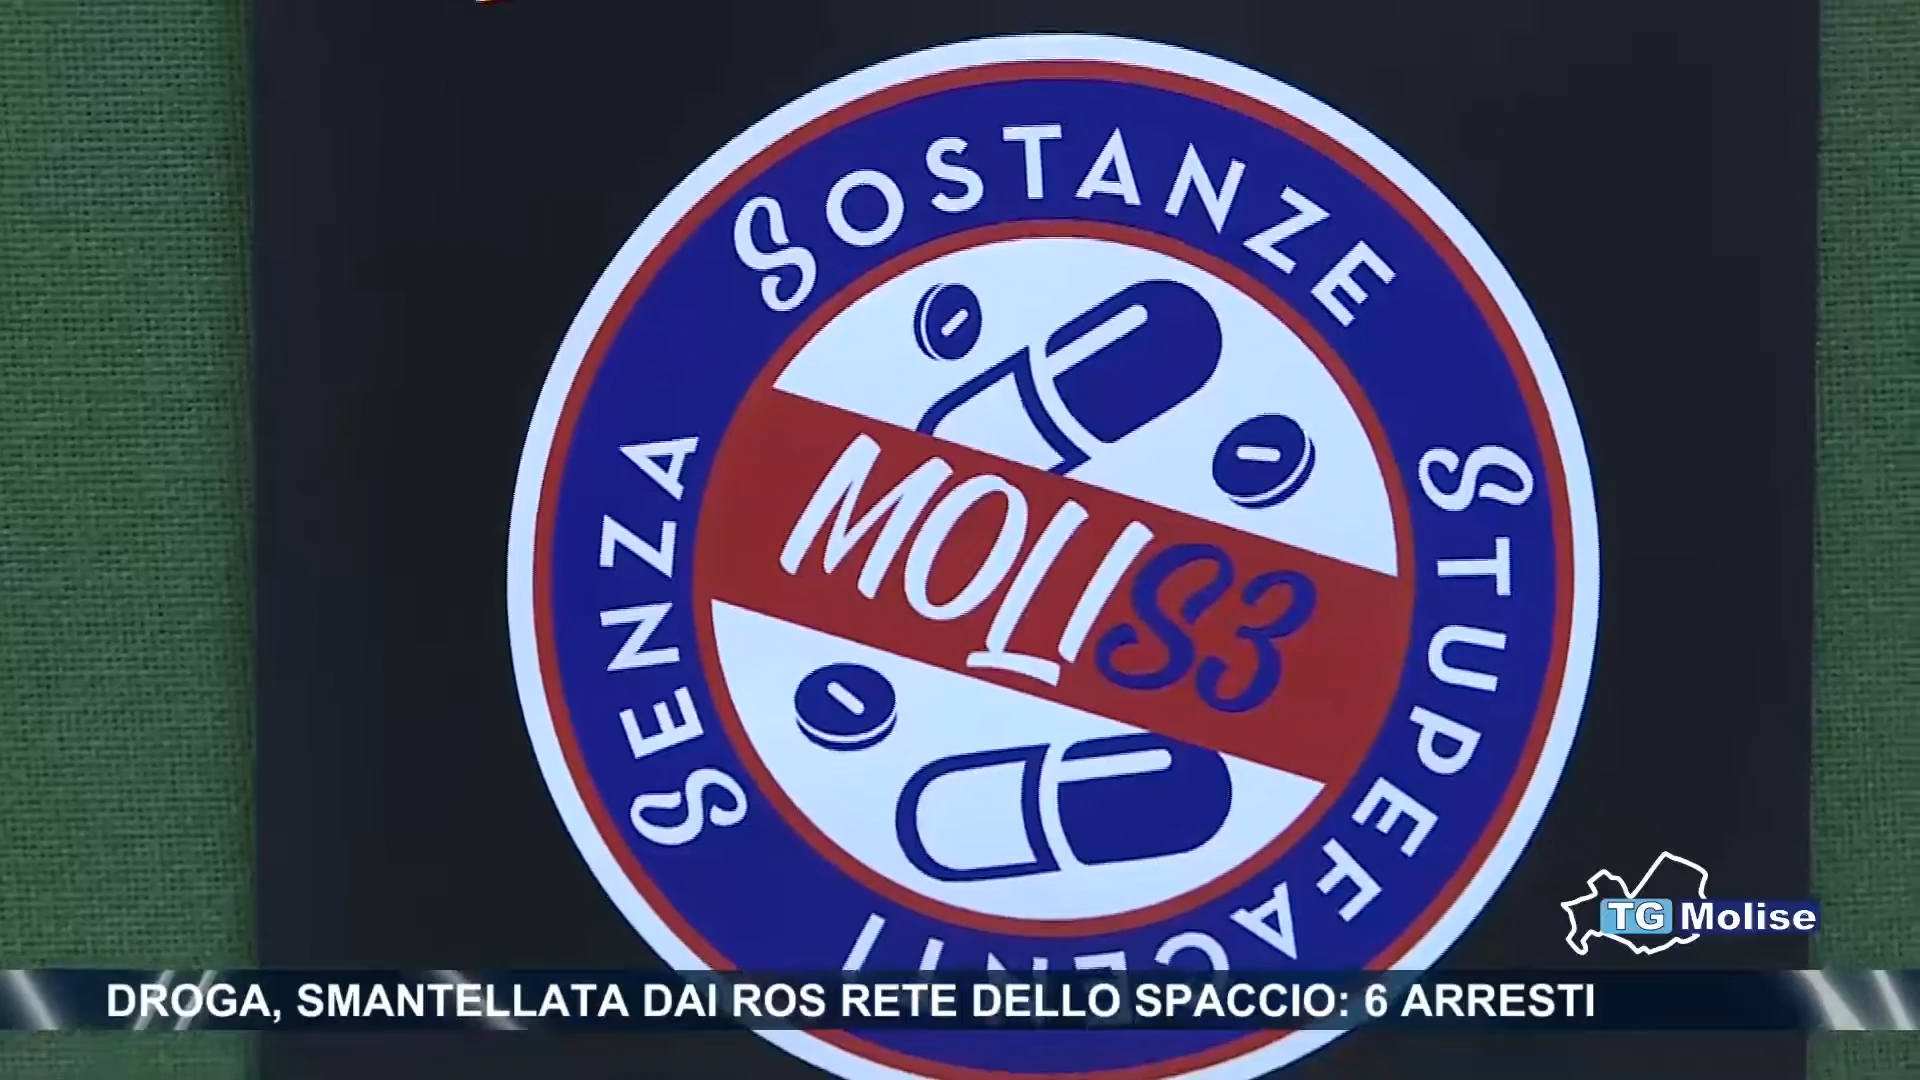 SENZA SOSTANZE STUPEFACENTI
MOLIS3
TG Molise
DROGA, SMANTELLATA DAI ROS RETE DELLO SPACCIO: 6 ARRESTI